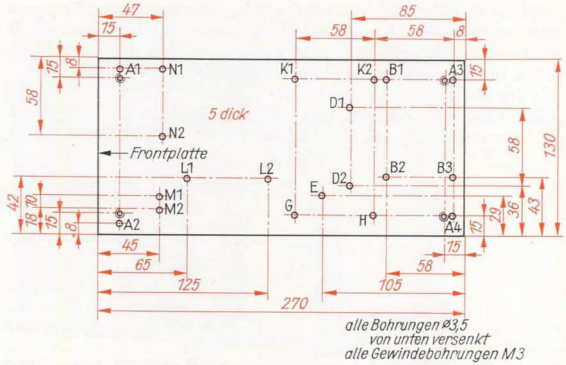 85
47
58
58
8
15
15
8
A1
N1
K1
K2
B1
A3
15
D1
58
5 dick
58
130
N2
Frontplatte
L1
L2
D2
B2
B3
E
M1
M2
G
H
A4
A2
42
10
18
15
8
36
43
29
15
45
15
65
58
125
105
270
alle Bohrungen ø3,5
von unten versenkt
alle Gewindebohrungen M3